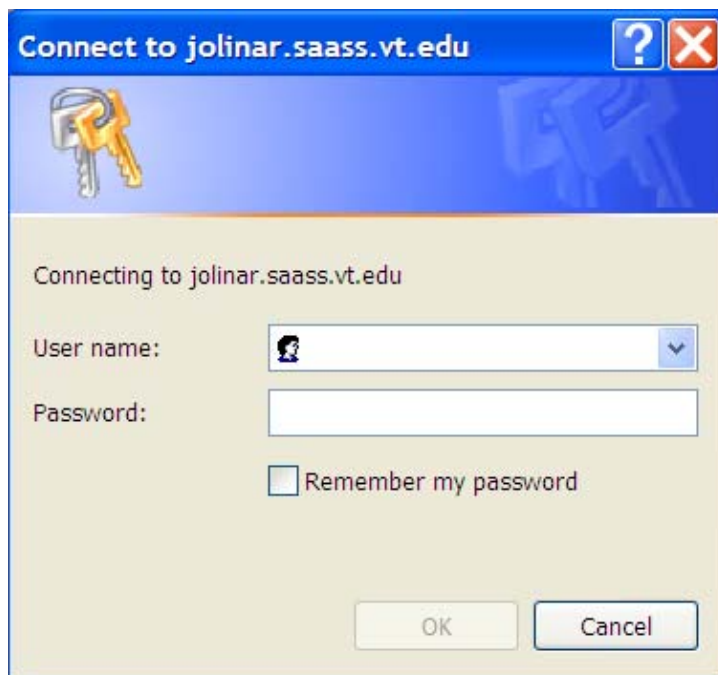 Connect to jolinar.saass.vt.edu
Connecting to jolinar.saass.vt.edu
User name:
Password:
Remember my password
OK Cancel